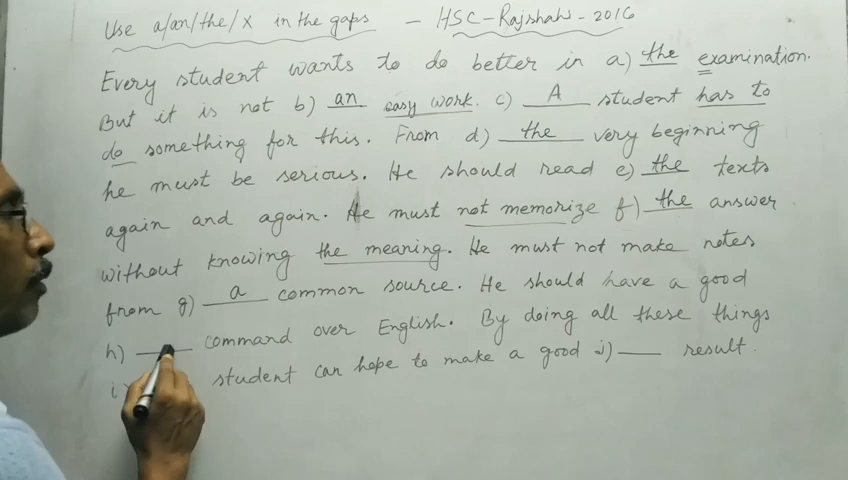 Use a/an/the/x in the gaps - HSC-Rajshahi-2016
Every student wants to do better in a) the examination.
But it is not b) an easy work. c) A student has to
do something for this. From d) the very beginning
he must be serious. He should read e) the texts
again and again. He must not memorize f) the answer
without knowing the meaning. He must not make notes
from g) a common source. He should have a good
h) ___ command over English. By doing all these things
i) student can hope to make a good j) ___ result.